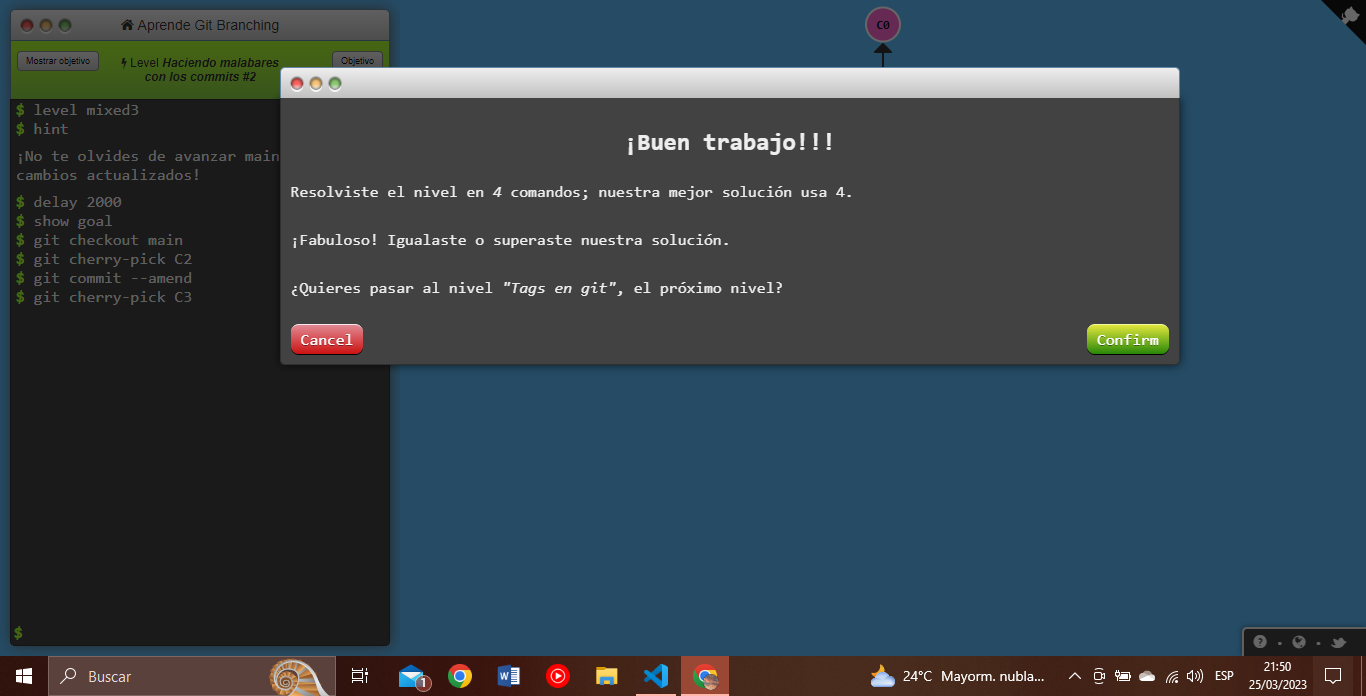 Aprende Git Branching
C0
Mostrar objetivo
Level Haciendo malabares
con los commits #2
Objetivo
$ level mixed3
$ hint
¡No te olvides de avanzar main
cambios actualizados!
$ delay 2000
$ show goal
$ git checkout main
$ git cherry-pick C2
$ git commit --amend
$ git cherry-pick C3
$
¡Buen trabajo!!!
Resolviste el nivel en 4 comandos; nuestra mejor solución usa 4.
¡Fabuloso! Igualaste o superaste nuestra solución.
¿Quieres pasar al nivel "Tags en git", el próximo nivel?
Cancel
Confirm
Buscar
1
24°C Mayorm. nubla...
ESP
21:50
25/03/2023